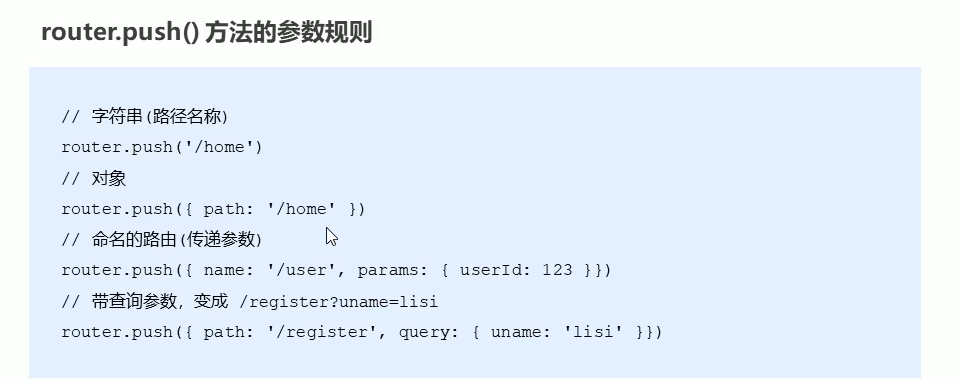 router.push() 方法的参数规则
// 字符串(路径名称)
router.push('/home')
// 对象
router.push({ path: '/home' })
// 命名的路由(传递参数)
router.push({ name: '/user', params: { userId: 123 }})
// 带查询参数，变成 /register?uname=lisi
router.push({ path: '/register', query: { uname: 'lisi' }})